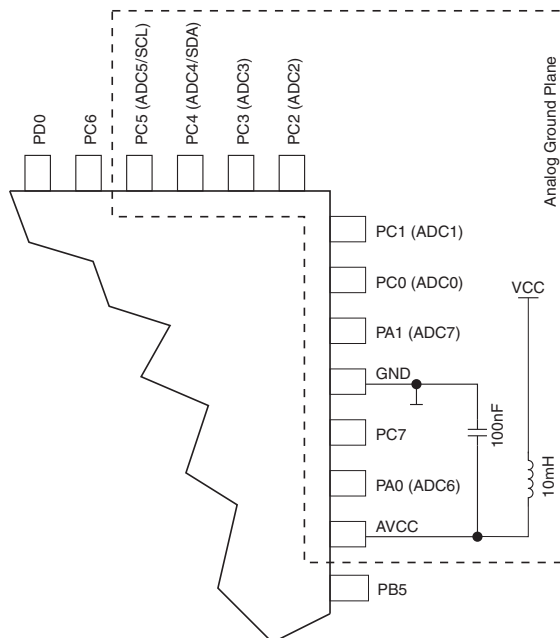 PD0
PC6
PC5 (ADC5/SCL)
PC4 (ADC4/SDA)
PC3 (ADC3)
PC2 (ADC2)
Analog Ground Plane
PC1 (ADC1)
PC0 (ADC0)
PA1 (ADC7)
VCC
GND
PC7
100nF
PA0 (ADC6)
10mH
AVCC
PB5